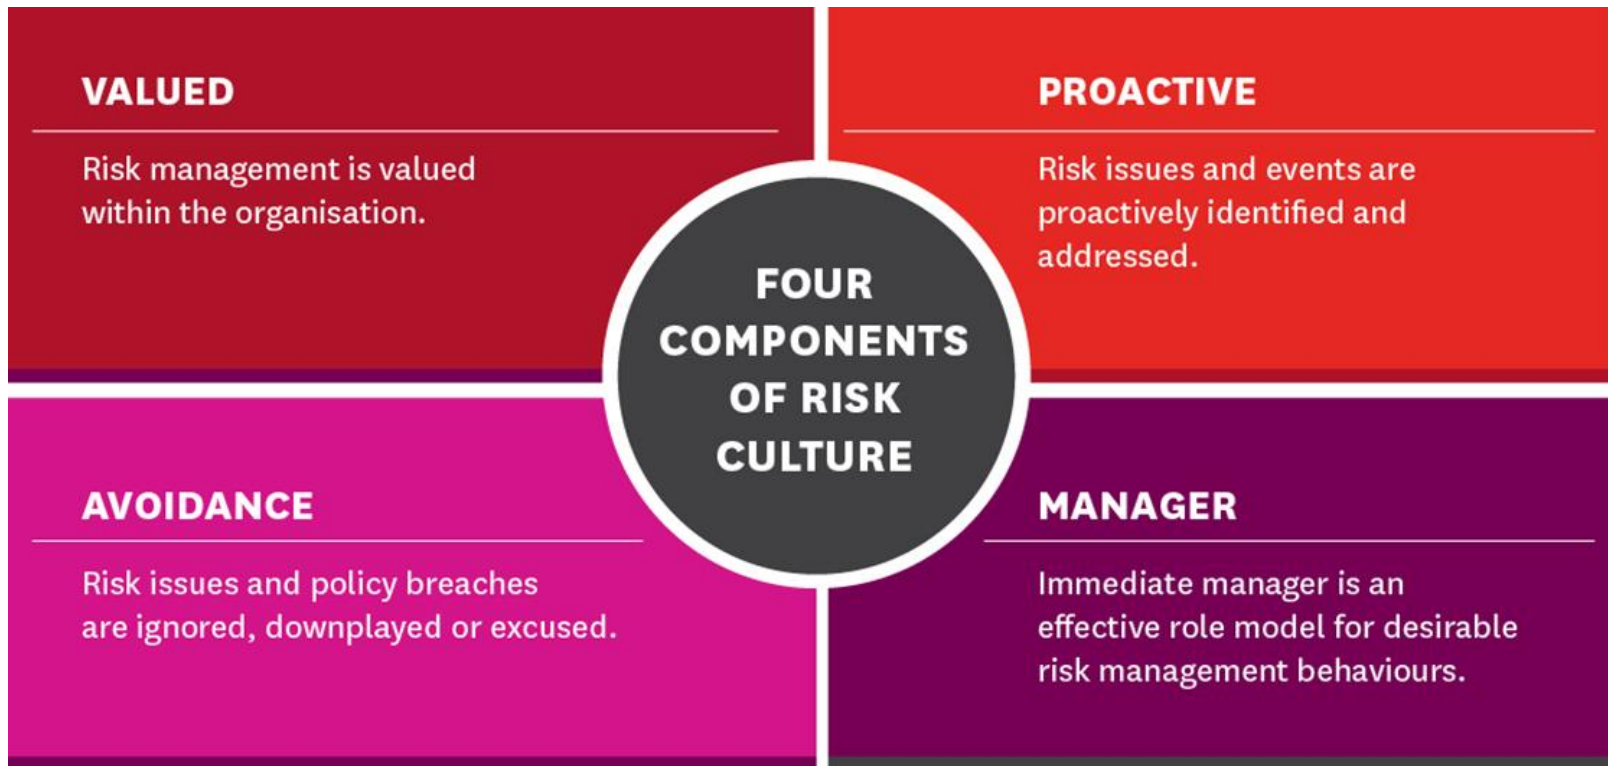 VALUED
Risk management is valued
within the organisation.
PROACTIVE
Risk issues and events are
proactively identified and
addressed.
FOUR
COMPONENTS
OF RISK
CULTURE
AVOIDANCE
Risk issues and policy breaches
are ignored, downplayed or excused.
MANAGER
Immediate manager is an
effective role model for desirable
risk management behaviours.